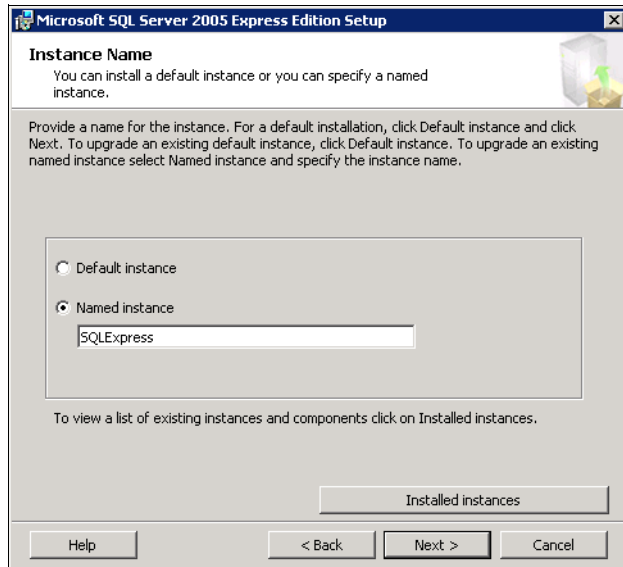 Microsoft SQL Server 2005 Express Edition Setup
Instance Name
You can install a default instance or you can specify a named
instance.
Provide a name for the instance. For a default installation, click Default instance and click
Next. To upgrade an existing default instance, click Default instance. To upgrade an existing
named instance select Named instance and specify the instance name.
Default instance
Named instance
SQLExpress
To view a list of existing instances and components click on Installed instances.
Installed instances
Help
< Back
Next >
Cancel